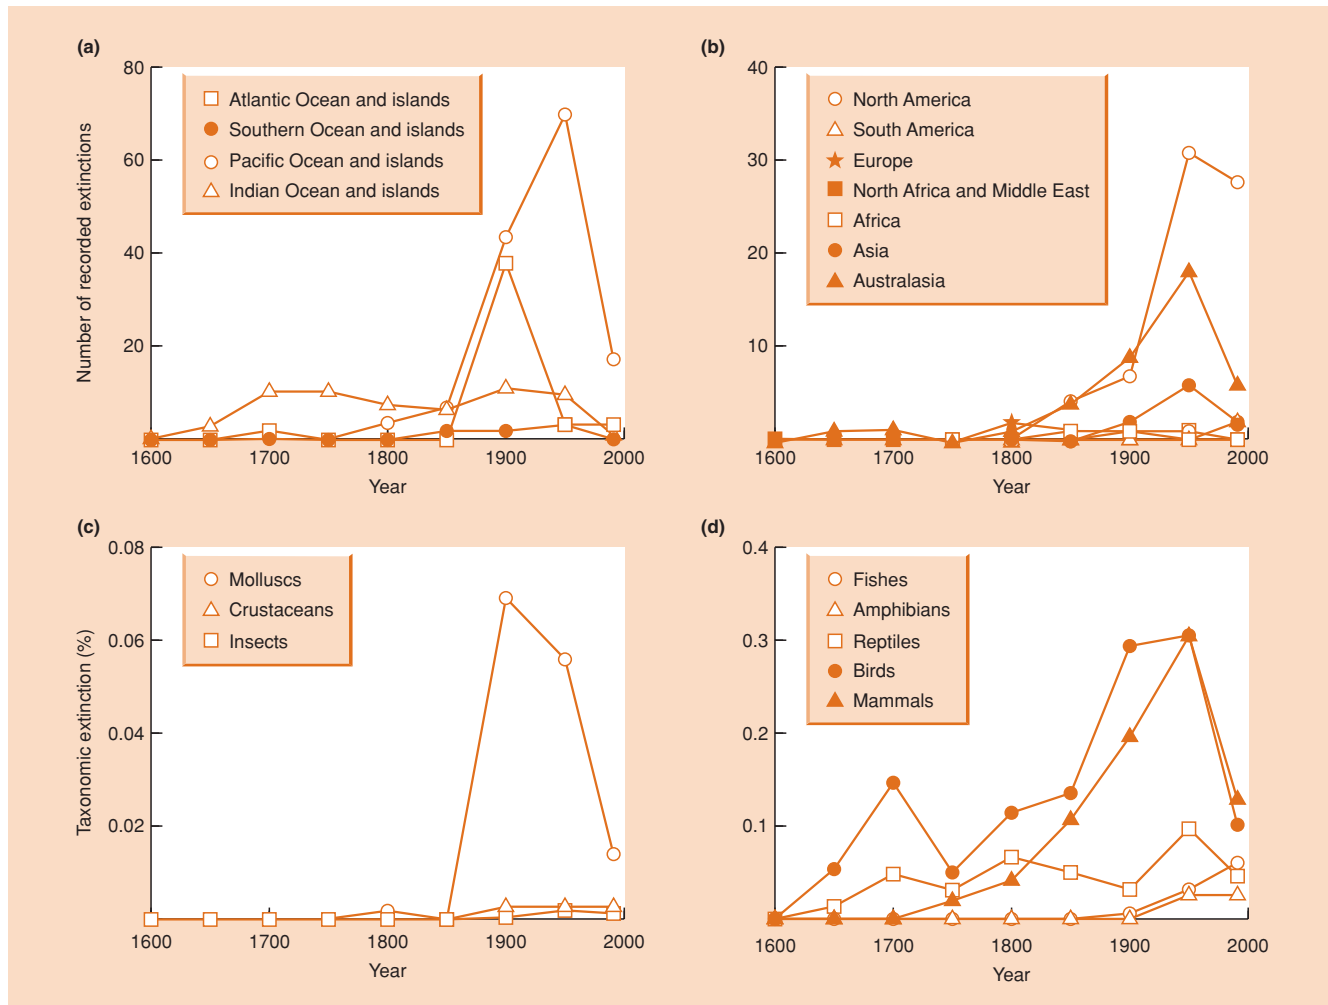 (a)
80
60
40
20
Number of recorded extinctions
Atlantic Ocean and islands
Southern Ocean and islands
Pacific Ocean and islands
Indian Ocean and islands
1600 1700 1800 1900 2000
Year
(b)
40
30
20
10
North America
South America
Europe
North Africa and Middle East
Africa
Asia
Australasia
1600 1700 1800 1900 2000
Year
(c)
0.08
0.06
0.04
0.02
Taxonomic extinction (%)
Molluscs
Crustaceans
Insects
1600 1700 1800 1900 2000
Year
(d)
0.4
0.3
0.2
0.1
Fishes
Amphibians
Reptiles
Birds
Mammals
1600 1700 1800 1900 2000
Year